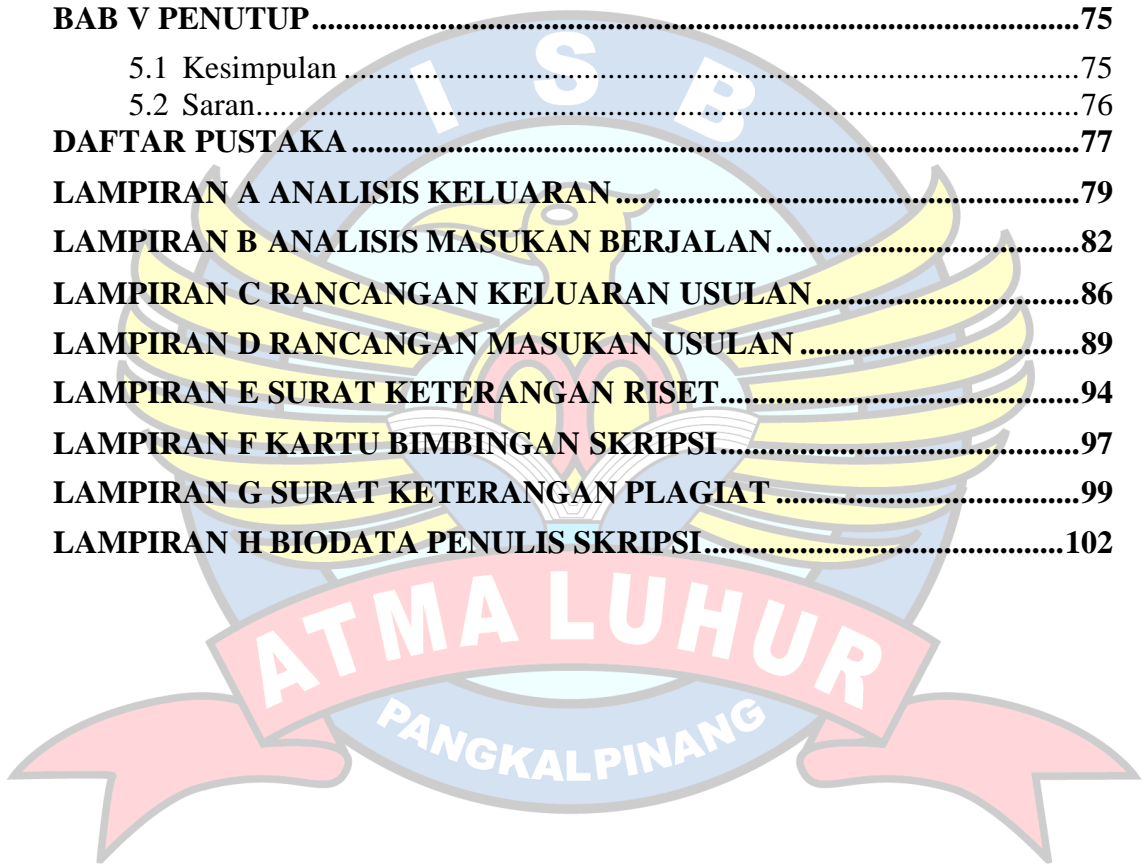 BAB V PENUTUP...........................................................................................75
5.1 Kesimpulan ...........................................................................................75
5.2 Saran......................................................................................................76
DAFTAR PUSTAKA ......................................................................................77
LAMPIRAN A ANALISIS KELUARAN ........................................................79
LAMPIRAN B ANALISIS MASUKAN BERJALAN ....................................82
LAMPIRAN C RANCANGAN KELUARAN USULAN ...............................86
LAMPIRAN D RANCANGAN MASUKAN USULAN .................................89
LAMPIRAN E SURAT KETERANGAN RISET............................................94
LAMPIRAN F KARTU BIMBINGAN SKRIPSI............................................97
LAMPIRAN G SURAT KETERANGAN PLAGIAT .....................................99
LAMPIRAN H BIODATA PENULIS SKRIPSI............................................102
I S B
ATMA LUHUR
PANGKALPINANG